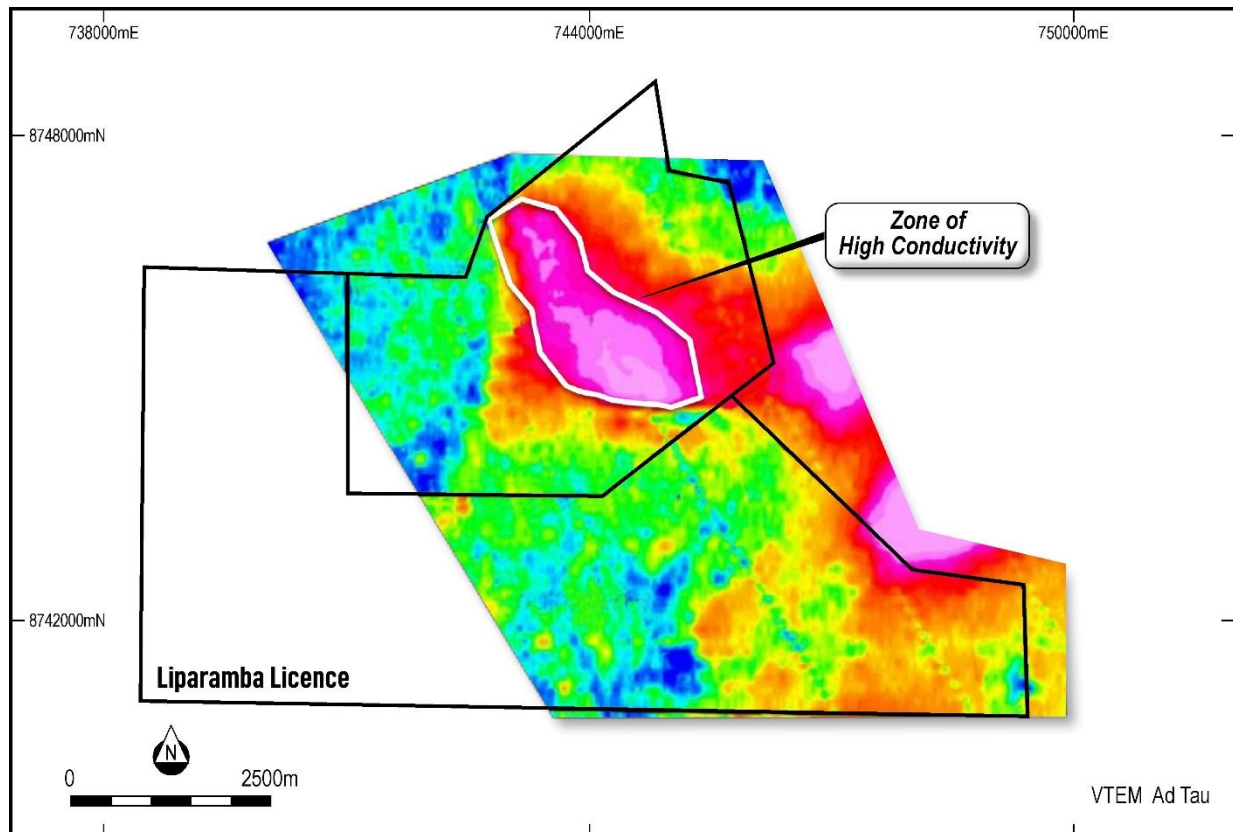 738000mE
744000mE
750000mE
8748000mN
Zone of
High Conductivity
8742000mN
Liparamba Licence
N
0
2500m
VTEM Ad Tau